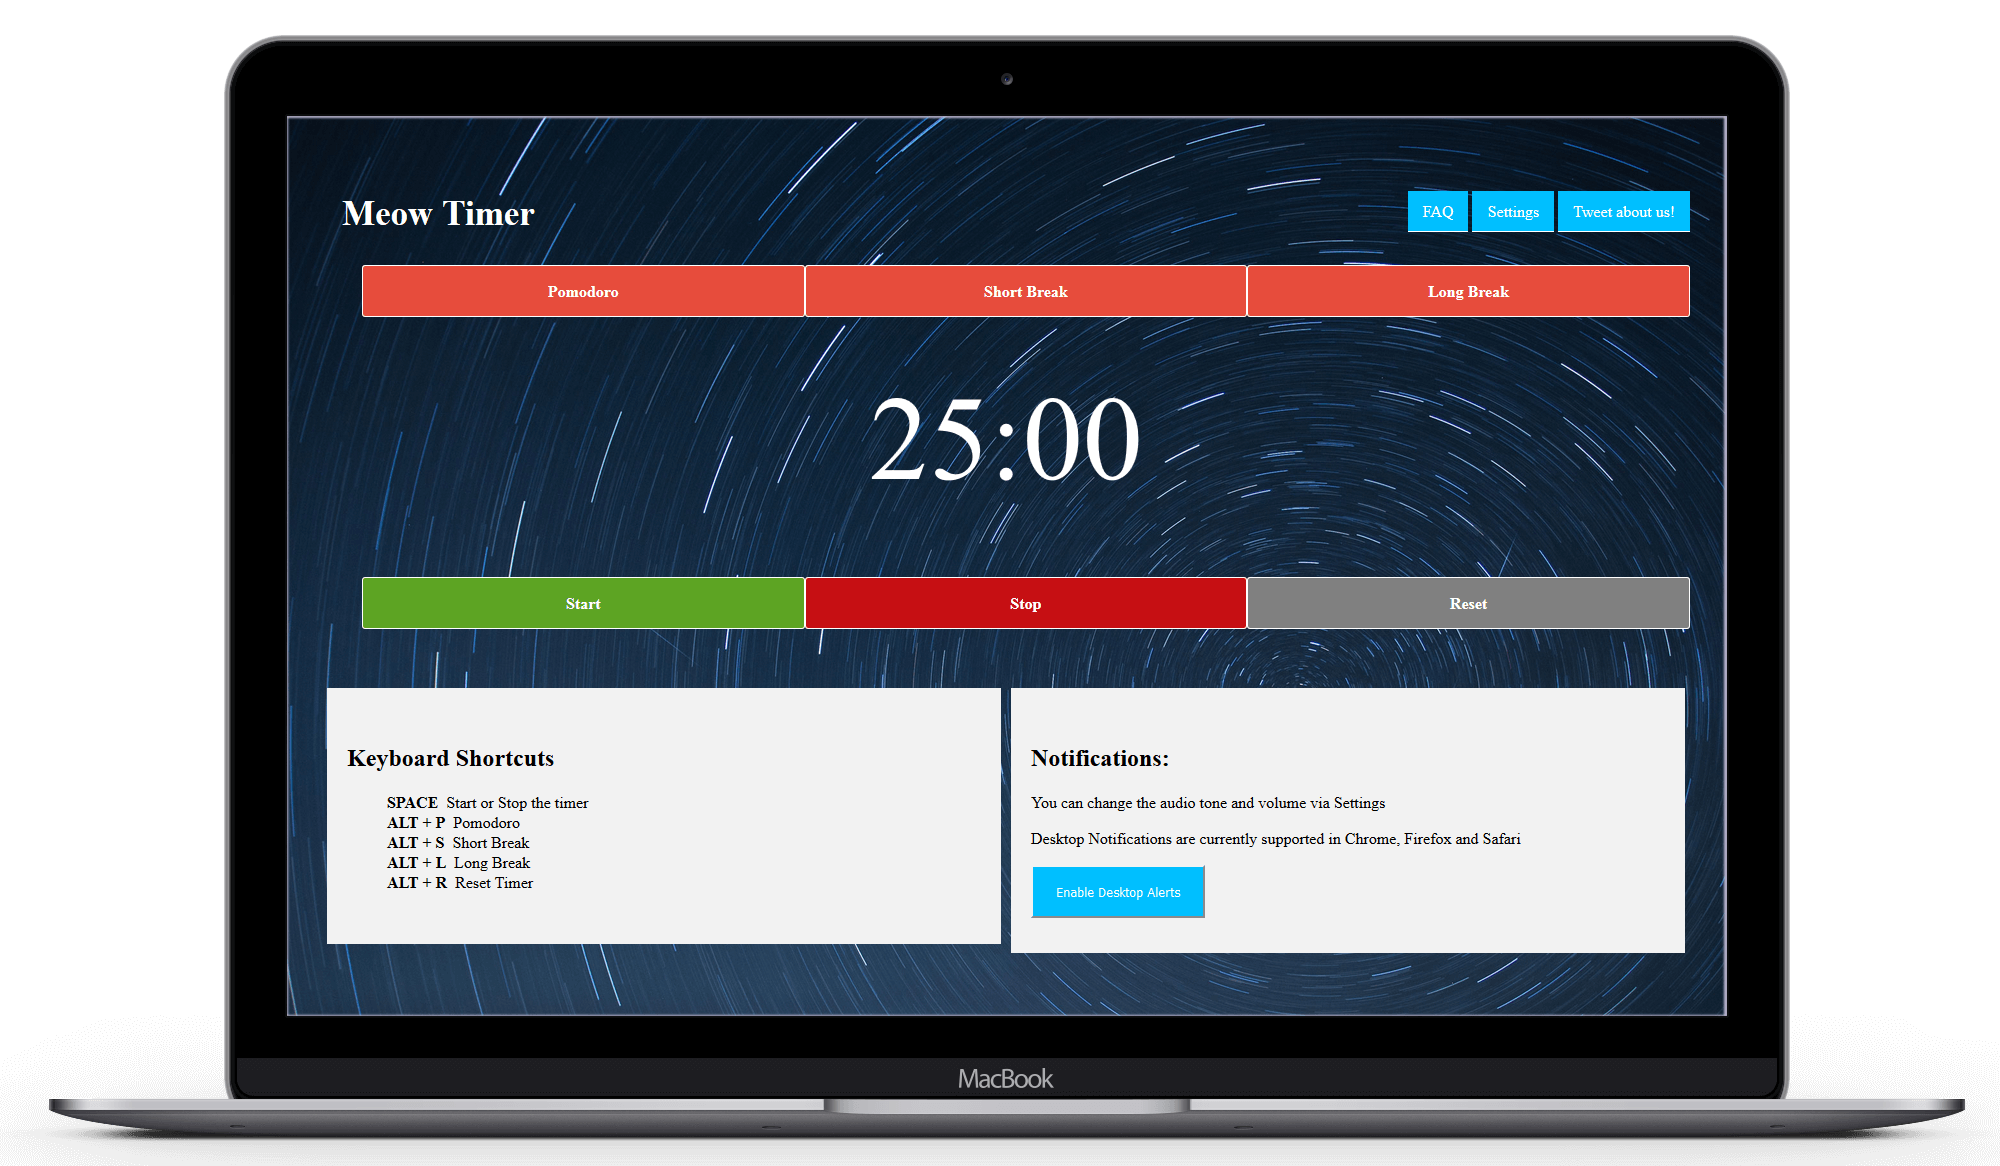 Meow Timer
FAQ Settings Tweet about us!
Pomodoro Short Break Long Break
25:00
Start Stop Reset
Keyboard Shortcuts
SPACE Start or Stop the timer
ALT + P Pomodoro
ALT + S Short Break
ALT + L Long Break
ALT + R Reset Timer
Notifications:
You can change the audio tone and volume via Settings
Desktop Notifications are currently supported in Chrome, Firefox and Safari
Enable Desktop Alerts
MacBook